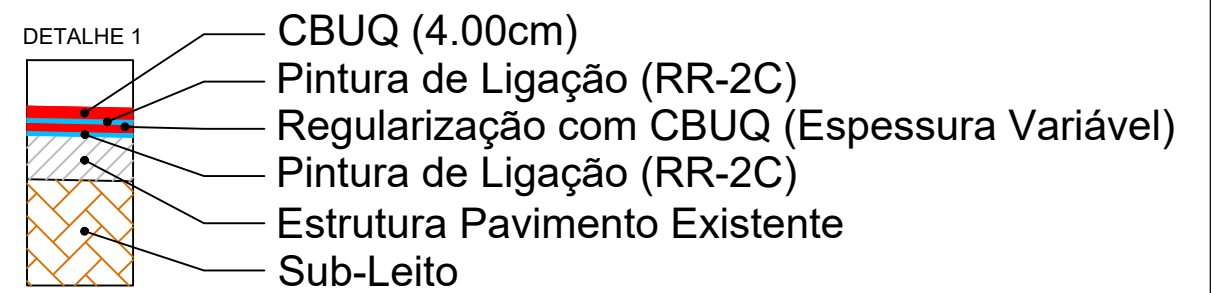 DETALHE 1
CBUQ (4.00cm)
Pintura de Ligação (RR-2C)
Regularização com CBUQ (Espessura Variável)
Pintura de Ligação (RR-2C)
Estrutura Pavimento Existente
Sub-Leito